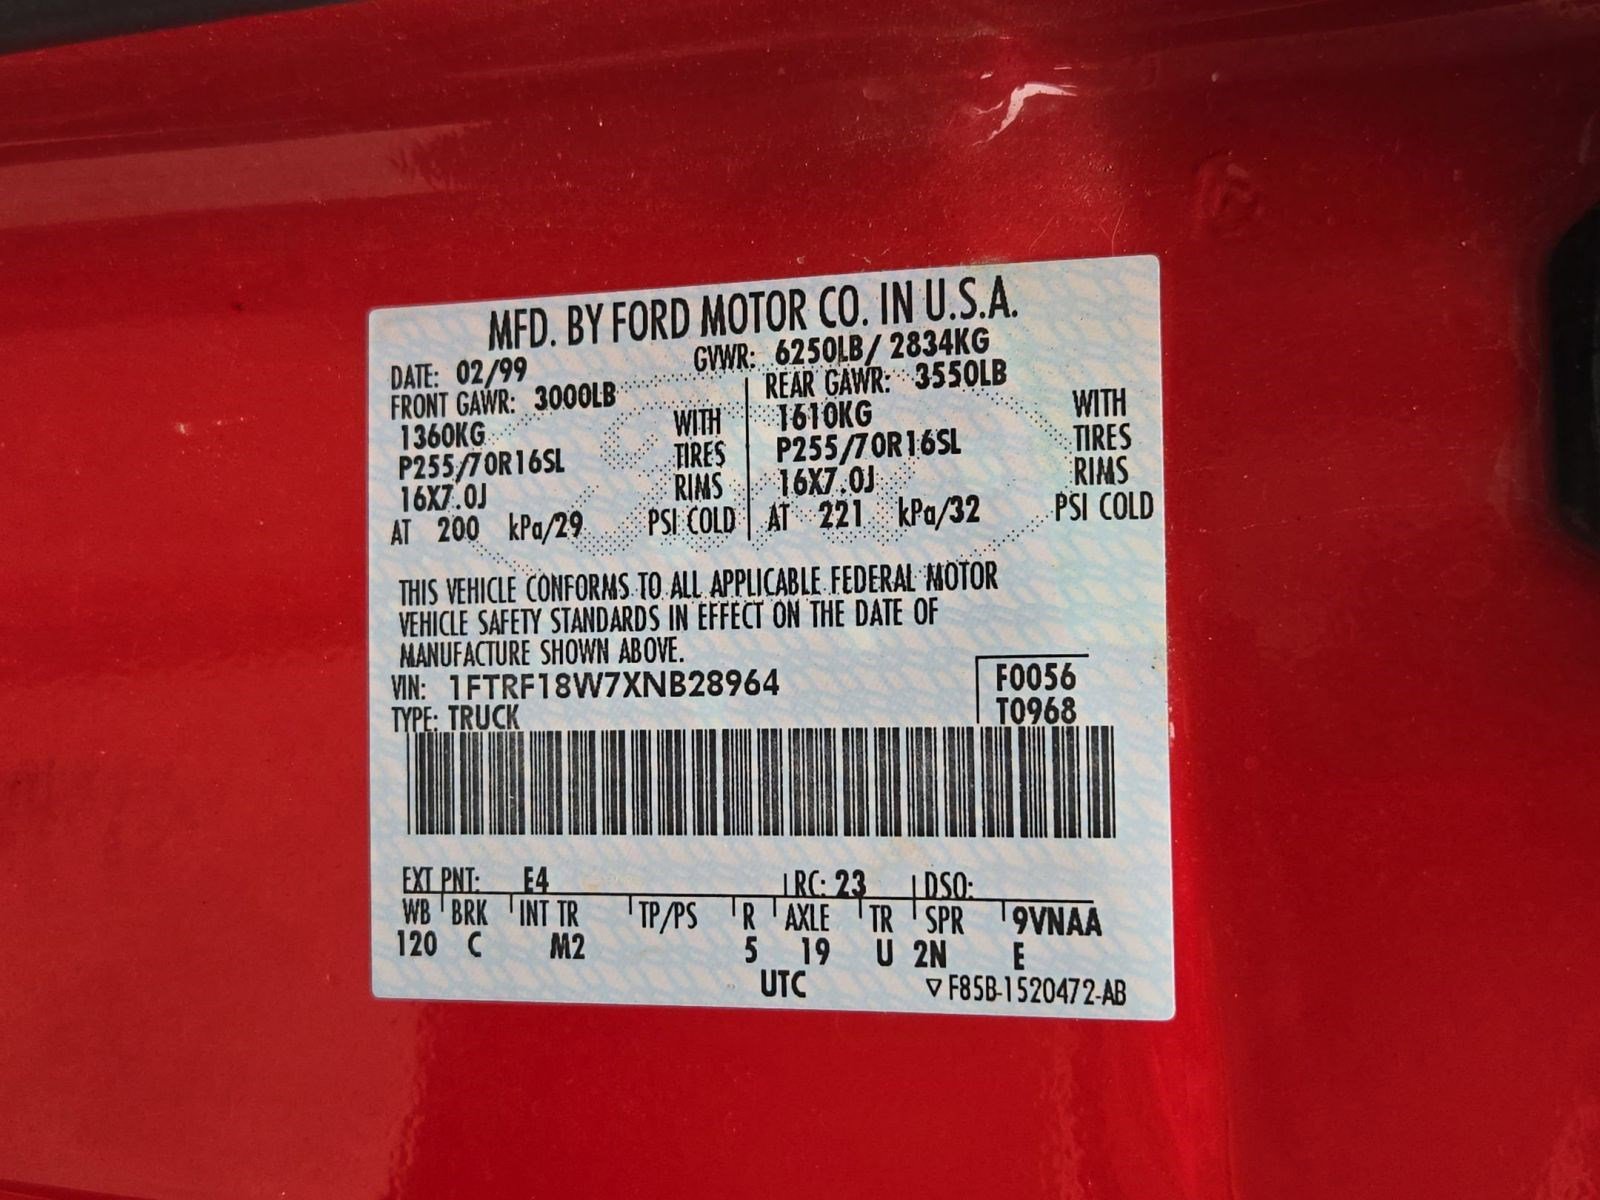 MFD. BY FORD MOTOR CO. IN U.S.A.
DATE: 02/99 GVWR: 6250LB/ 2834KG
FRONT GAWR: 3000LB REAR GAWR: 3550LB
1360KG WITH 1610KG WITH
P255/70R16SL TIRES P255/70R16SL TIRES
16X7.0J RIMS 16X7.0J RIMS
AT 200 kPa/29 PSI COLD AT 221 kPa/32 PSI COLD
THIS VEHICLE CONFORMS TO ALL APPLICABLE FEDERAL MOTOR
VEHICLE SAFETY STANDARDS IN EFFECT ON THE DATE OF
MANUFACTURE SHOWN ABOVE.
VIN: 1FTRF18W7XNB28964 F0056
TYPE: TRUCK T0968
EXT PNT: E4 RC: 23 DSO:
WB BRK INT TR TP/PS R AXLE TR SPR 9VNAA
120 C M2 5 19 U 2N E
UTC ▽ F85B-1520472-AB